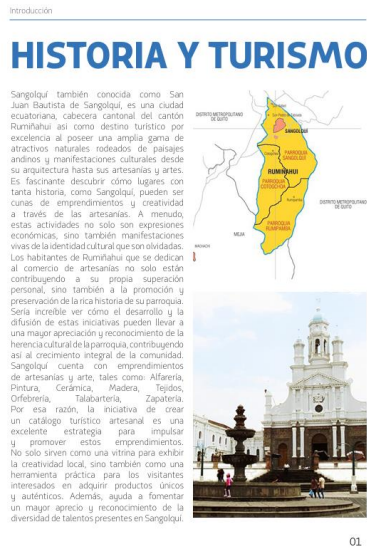 Introducción
HISTORIA Y TURISMO
Sangolquí también conocida como San
Juan Bautista de Sangolquí, es una ciudad
ecuatoriana, cabecera cantonal del cantón
Rumiñahui asi como destino turístico por
excelencia al poseer una amplia gama de
atractivos naturales rodeados de paisajes
andinos y manifestaciones culturales desde
su arquitectura hasta sus artesanías y artes.
Es fascinante descubrir cómo lugares con
tanta historia, como Sangolquí, pueden ser
cunas de emprendimientos y creatividad
a través de las artesanías. A menudo,
estas actividades no solo son expresiones
económicas, sino también manifestaciones
vivas de la identidad cultural que son olvidadas.
Los habitantes de Rumiñahui que se dedican
al comercio de artesanías no solo están
contribuyendo a su propia superación
personal, sino también a la promoción y
preservación de la rica historia de su parroquia.
Sería increíble ver cómo el desarrollo y la
difusión de estas iniciativas pueden llevar a
una mayor apreciación y reconocimiento de la
herencia cultural de la parroquia, contribuyendo
así al crecimiento integral de la comunidad.
Sangolquí cuenta con emprendimientos
de artesanías y arte, tales como: Alfarería,
Pintura, Cerámica, Madera, Tejidos,
Orfebrería, Talabartería, Zapatería.
Por esa razón, la iniciativa de crear
un catálogo turístico artesanal es una
excelente estrategia para impulsar
y promover estos emprendimientos.
No solo sirven como una vitrina para exhibir
la creatividad local, sino también como una
herramienta práctica para los visitantes
interesados en adquirir productos únicos
y auténticos. Además, ayuda a fomentar
un mayor aprecio y reconocimiento de la
diversidad de talentos presentes en Sangolquí.
DISTRITO METROPOLITANO
DE QUITO
SANGOLQUÍ
PARROQUIA
SANGOLQUÍ
RUMIÑAHUI
PARROQUIA
COTOGCHOA
DISTRITO METROPOLITANO
DE QUITO
PARROQUIA
RUMIPAMBA
MEJIA
MACHACHI
01